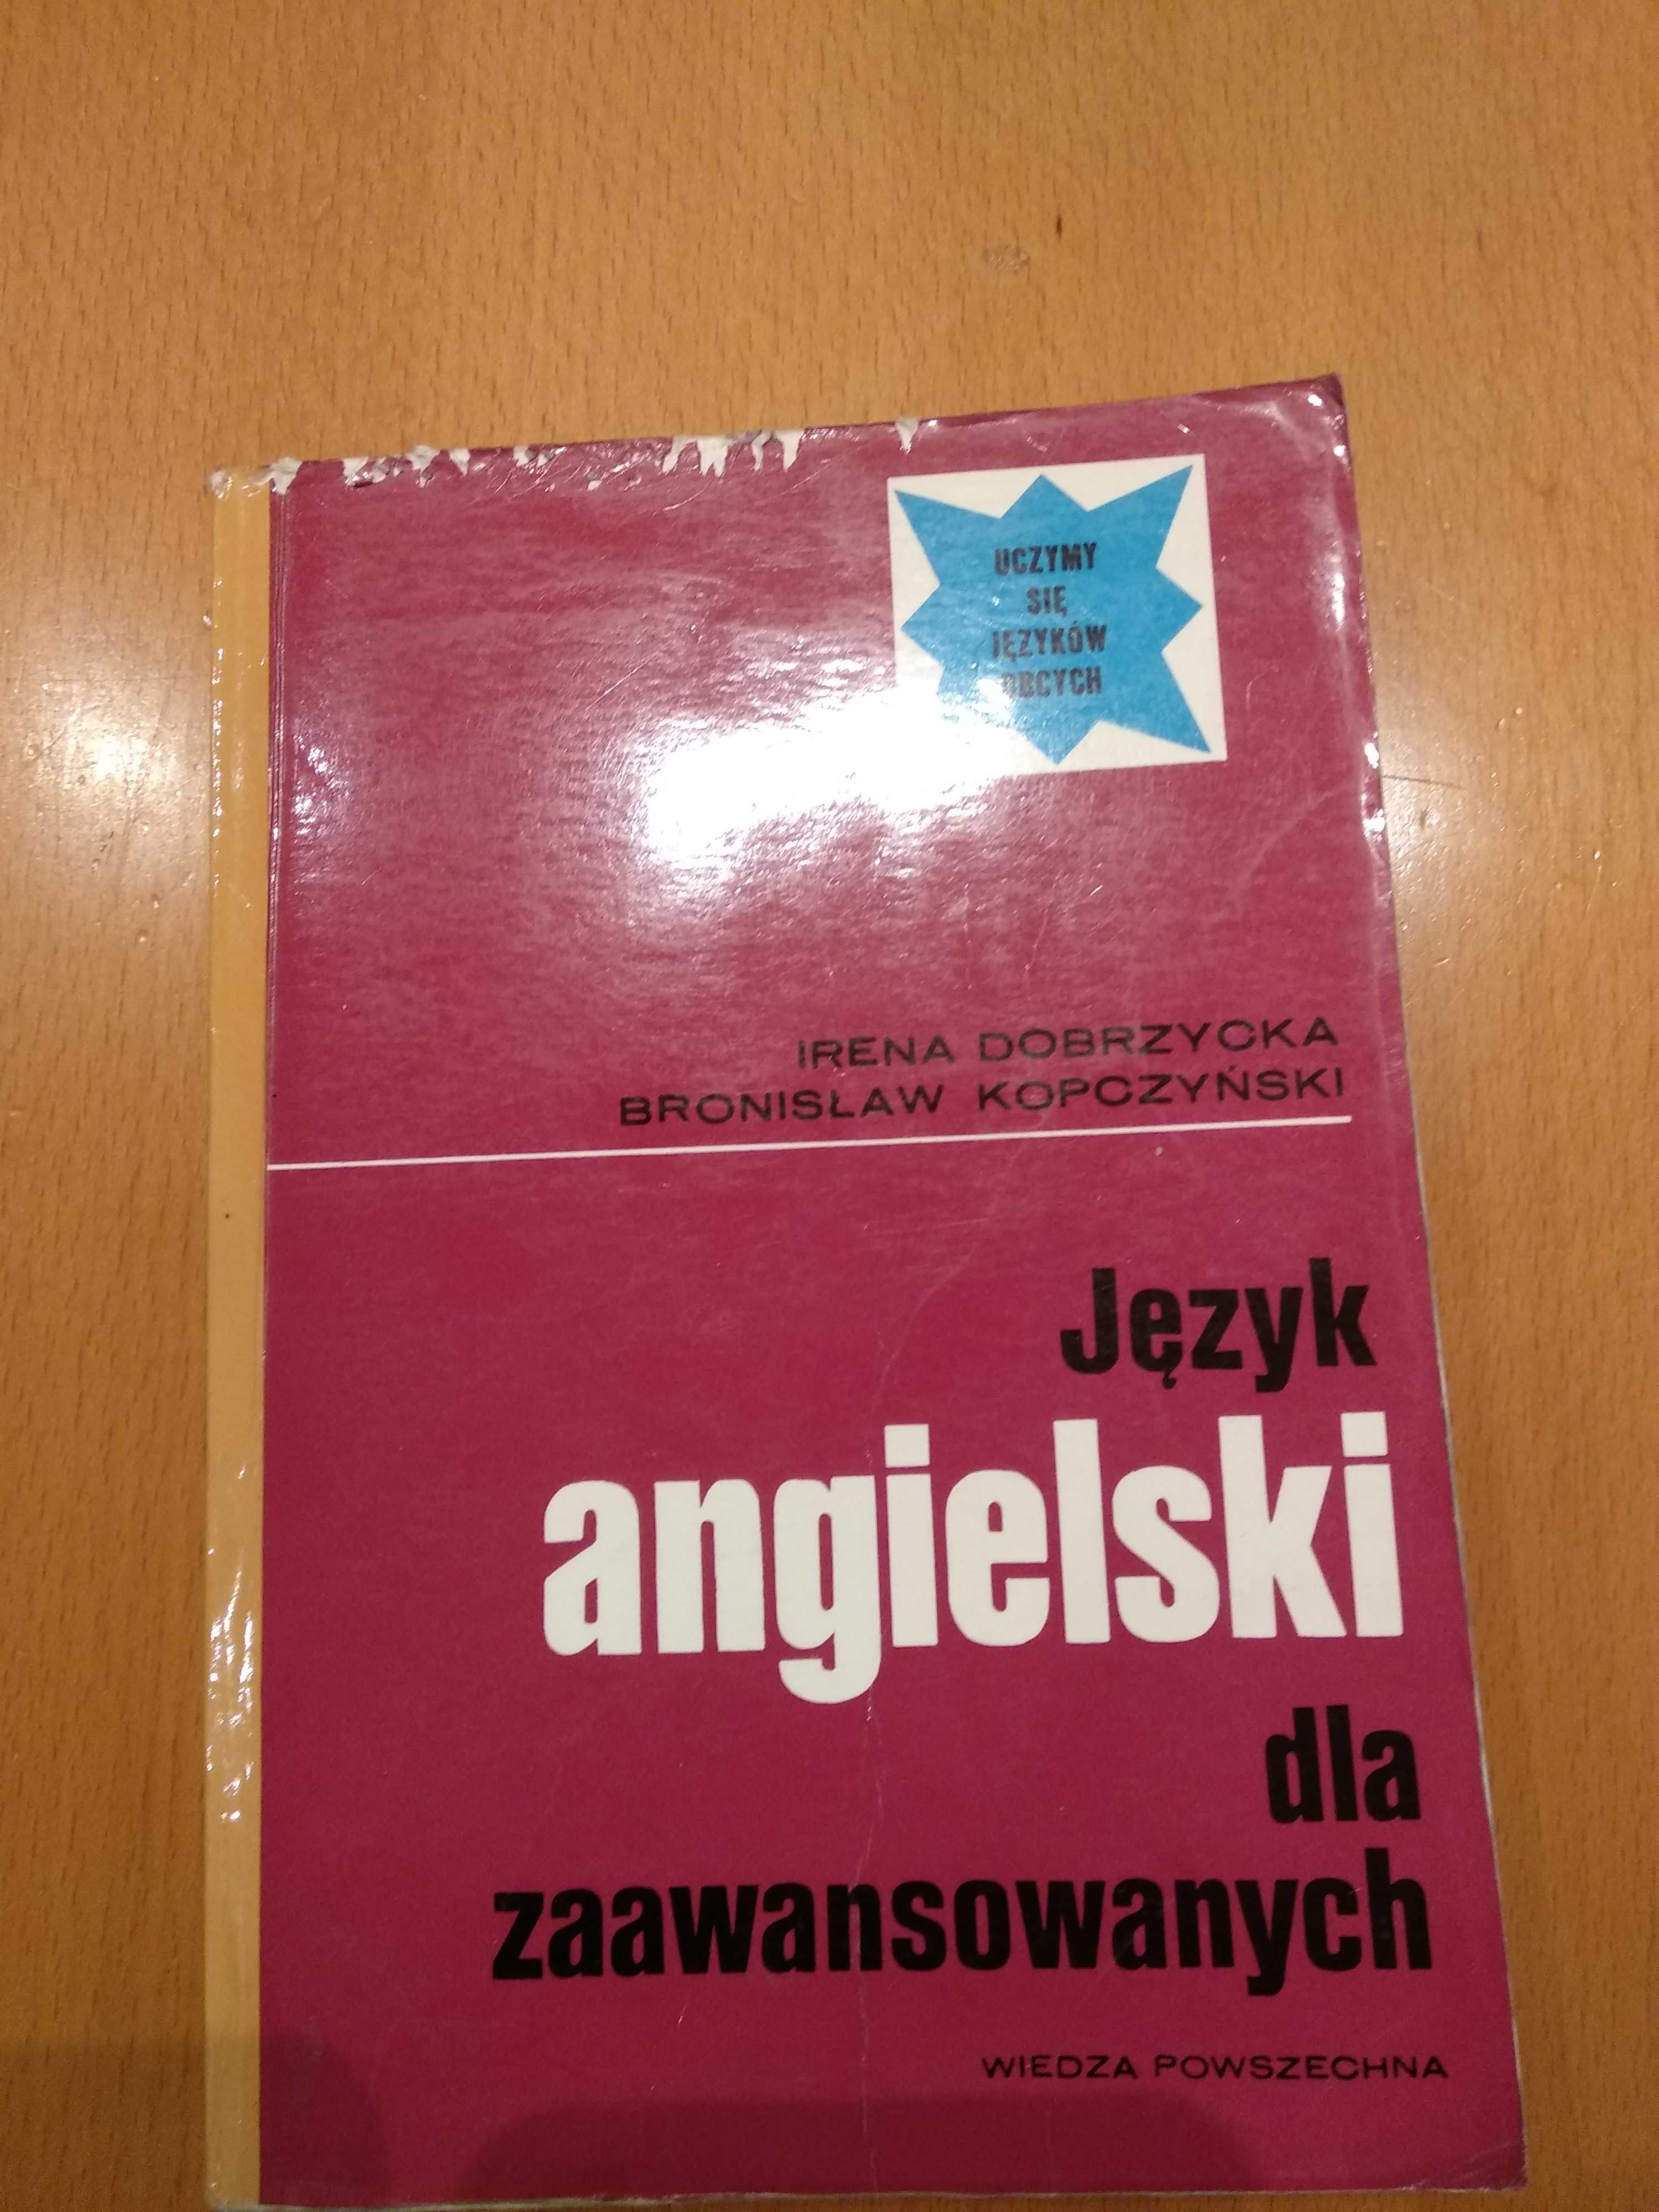 UCZYMY
SIĘ
JĘZYKÓW
OBCYCH
IRENA DOBRZYCKA
BRONISŁAW KOPCZYŃSKI
Język
angielski
dla
zaawansowanych
WIEDZA POWSZECHNA